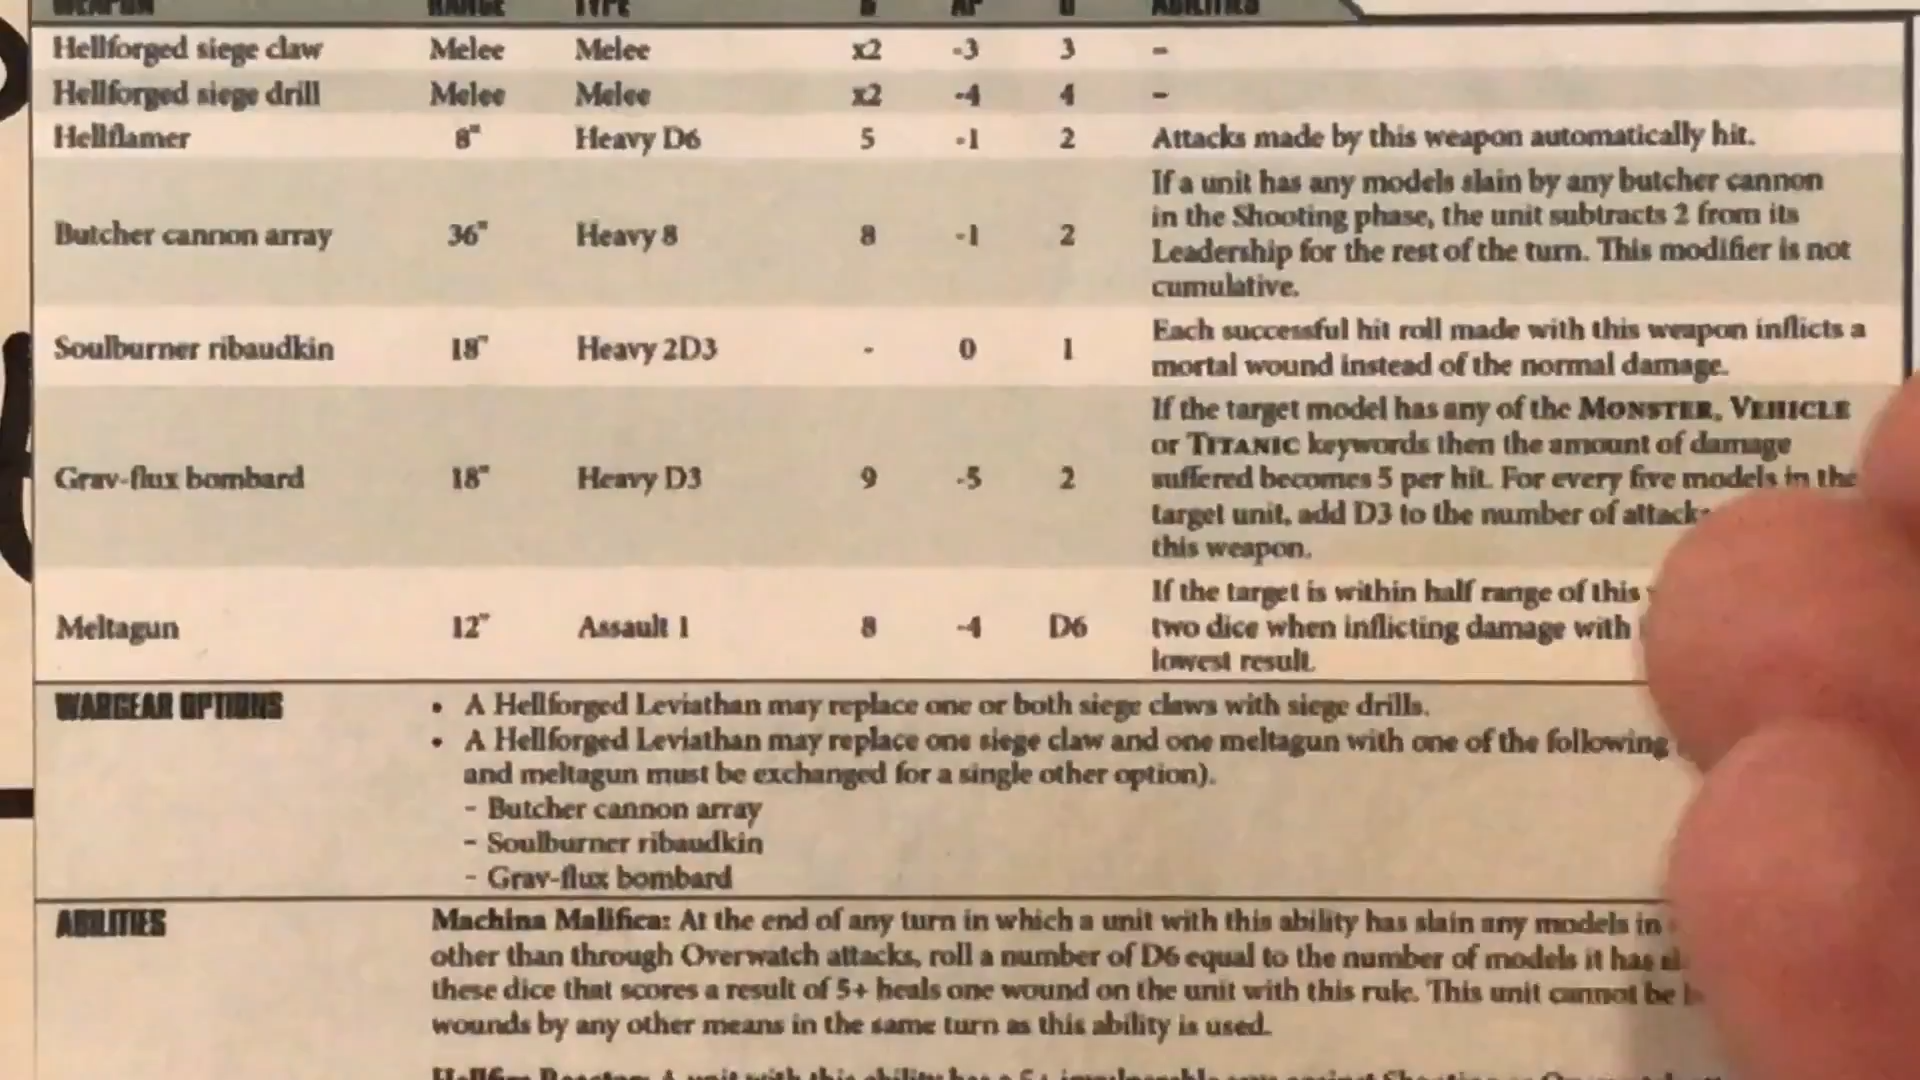 WEAPON RANGE TYPE S AP D ABILITIES
Hellforged siege claw Melee Melee x2 -3 3 -
Hellforged siege drill Melee Melee x2 -4 4 -
Hellflamer 8" Heavy D6 5 -1 2 Attacks made by this weapon automatically hit.
If a unit has any models slain by any butcher cannon
in the Shooting phase, the unit subtracts 2 from its
Butcher cannon array 36" Heavy 8 8 -1 2
Leadership for the rest of the turn. This modifier is not
cumulative.
Each successful hit roll made with this weapon inflicts a
Soulburner ribaudkin 18" Heavy 2D3 - 0 1
mortal wound instead of the normal damage.
If the target model has any of the MONSTER, VEHICLE
or TITANIC keywords then the amount of damage
Grav-flux bombard 18" Heavy D3 9 -5 2 suffered becomes 5 per hit. For every five models in the
target unit, add D3 to the number of attack
this weapon.
If the target is within half range of this
Meltagun 12" Assault 1 8 -4 D6 two dice when inflicting damage with
lowest result.
WARGEAR OPTIONS • A Hellforged Leviathan may replace one or both siege claws with siege drills.
• A Hellforged Leviathan may replace one siege claw and one meltagun with one of the following
and meltagun must be exchanged for a single other option).
- Butcher cannon array
- Soulburner ribaudkin
- Grav-flux bombard
ABILITIES Machina Malifica: At the end of any turn in which a unit with this ability has slain any models in
other than through Overwatch attacks, roll a number of D6 equal to the number of models it has
these dice that scores a result of 5+ heals one wound on the unit with this rule. This unit cannot be
wounds by any other means in the same turn as this ability is used.